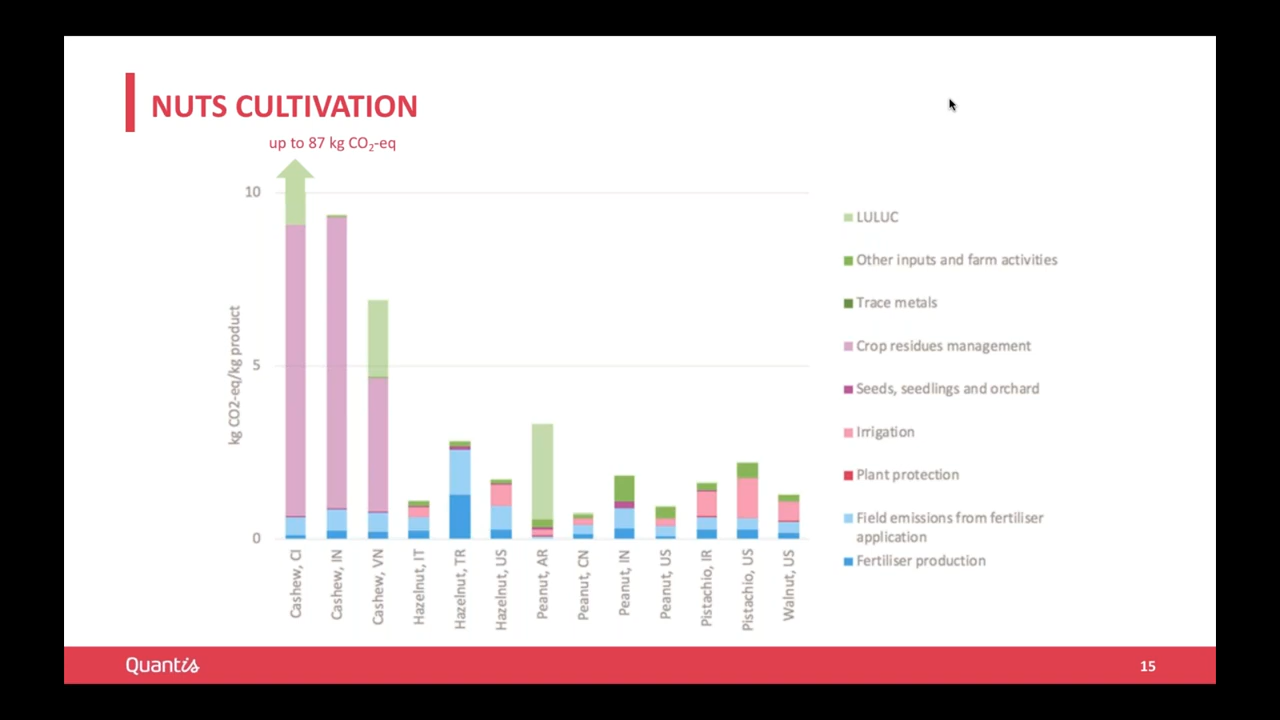 NUTS CULTIVATION
up to 87 kg CO₂-eq
10
5
0
kg CO2-eq/kg product
Cashew, CI
Cashew, IN
Cashew, VN
Hazelnut, IT
Hazelnut, TR
Hazelnut, US
Peanut, AR
Peanut, CN
Peanut, IN
Peanut, US
Pistachio, IR
Pistachio, US
Walnut, US
LULUC
Other inputs and farm activities
Trace metals
Crop residues management
Seeds, seedlings and orchard
Irrigation
Plant protection
Field emissions from fertiliser
application
Fertiliser production
Quantis
15